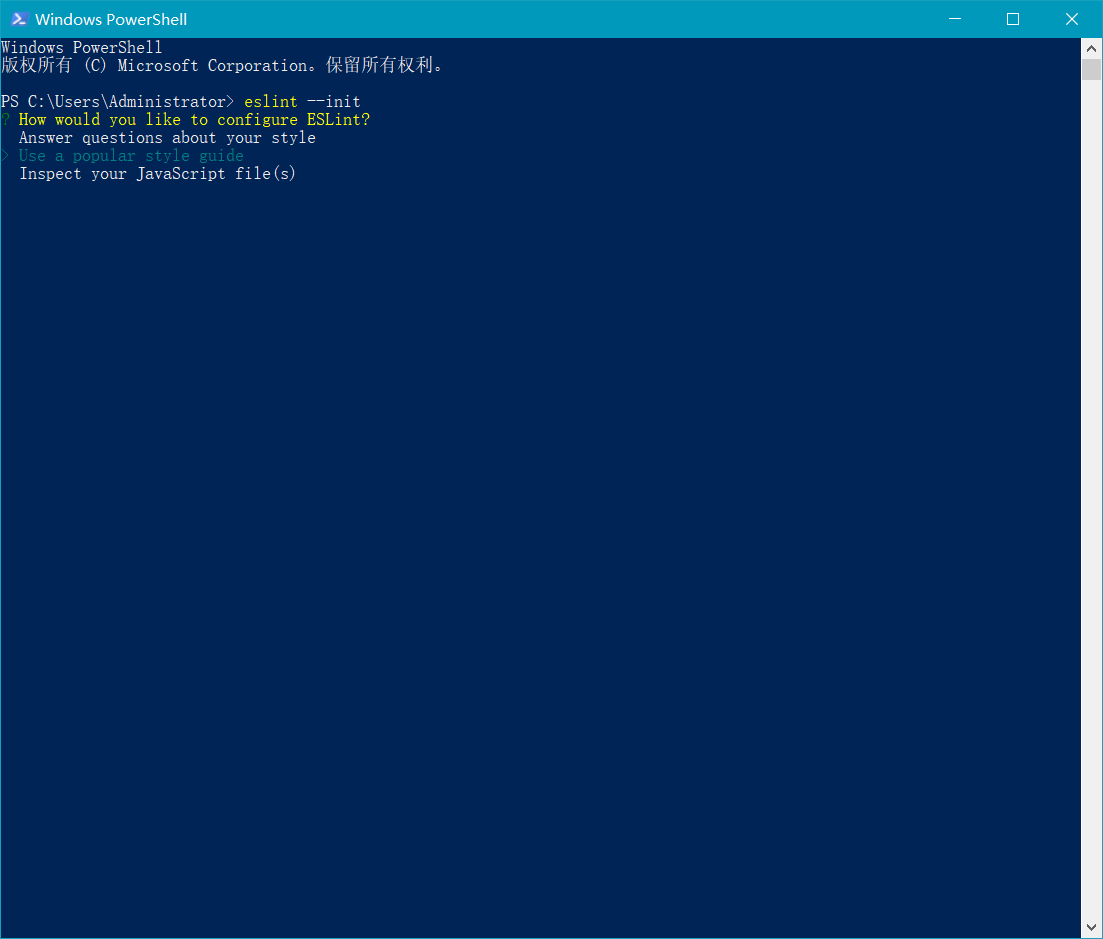 Windows PowerShell
Windows PowerShell
版权所有 (C) Microsoft Corporation。保留所有权利。
PS C:\Users\Administrator> eslint --init
? How would you like to configure ESLint?
Answer questions about your style
> Use a popular style guide
Inspect your JavaScript file(s)